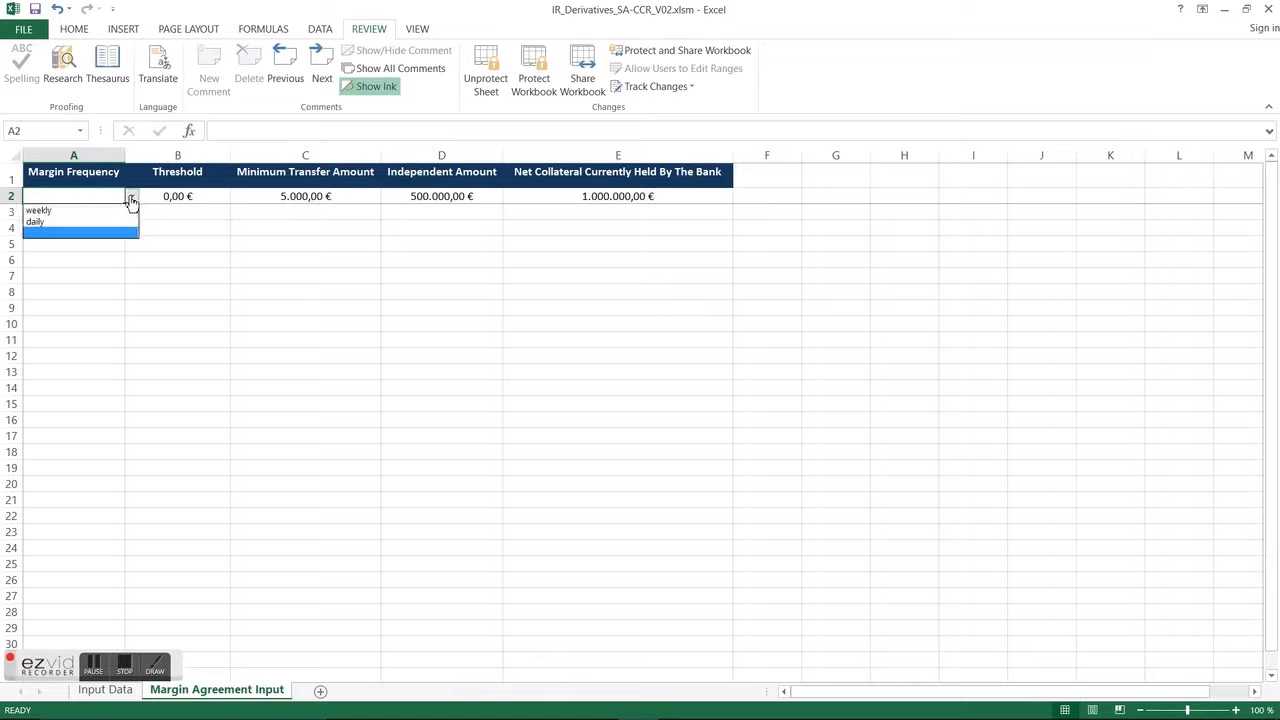 IR_Derivatives_SA-CCR_V02.xlsm - Excel
?
FILE HOME INSERT PAGE LAYOUT FORMULAS DATA REVIEW VIEW Sign in
ABC
Spelling Research Thesaurus Translate New Comment Delete Previous Next
Show/Hide Comment
Show All Comments
Show Ink
Unprotect Sheet Protect Workbook Share Workbook
Protect and Share Workbook
Allow Users to Edit Ranges
Track Changes
Proofing Language Comments Changes
A2 fx
A B C D E F G H I J K L M
1 Margin Frequency Threshold Minimum Transfer Amount Independent Amount Net Collateral Currently Held By The Bank
2 0,00 € 5.000,00 € 500.000,00 € 1.000.000,00 €
weekly
daily
3
4
5
6
7
8
9
10
11
12
13
14
15
16
17
18
19
20
21
22
23
24
25
26
27
28
29
30
ezvid
RECORDER
PAUSE STOP DRAW
Input Data Margin Agreement Input
READY 100 %